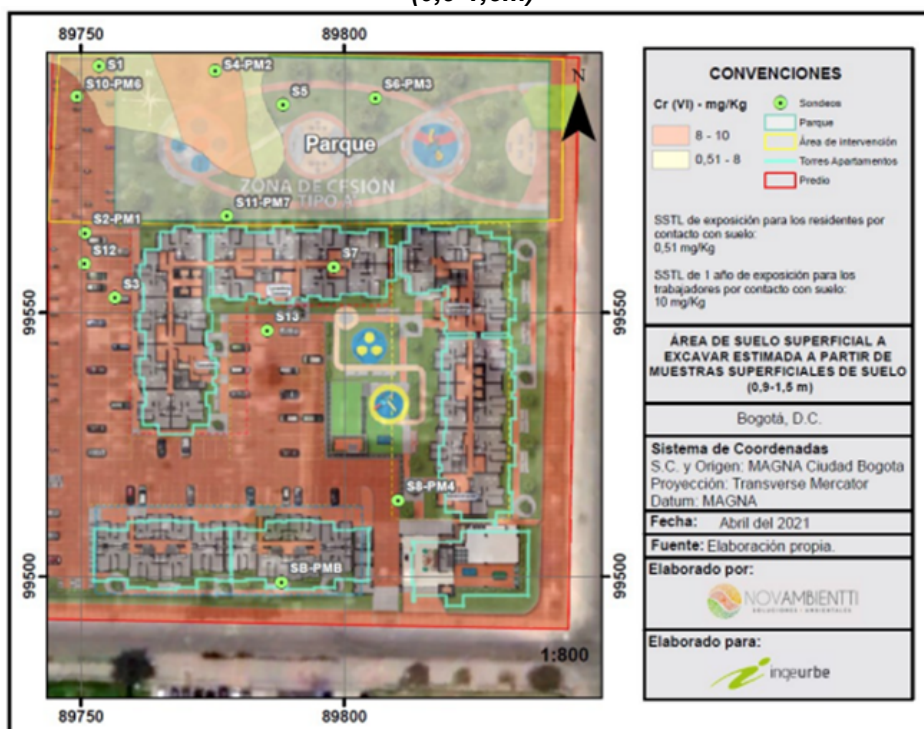 (0,9-1,5m)
89750
89800
S1
S4-PM2
S10-PM6
S5
S6-PM3
N
Parque
ZONA DE CESIÓN
TIPO A
S11-PM7
S2-PM1
S12
S7
S3
S13
99550
99550
S8-PM4
SB-PMB
99500
99500
1:800
89750
89800
CONVENCIONES
Cr (VI) - mg/Kg
8 - 10
0,51 - 8
Sondeos
Parque
Área de intervención
Torres Apartamentos
Predio
SSTL de exposición para los residentes por
contacto con suelo:
0,51 mg/Kg
SSTL de 1 año de exposición para los
trabajadores por contacto con suelo:
10 mg/Kg
ÁREA DE SUELO SUPERFICIAL A
EXCAVAR ESTIMADA A PARTIR DE
MUESTRAS SUPERFICIALES DE SUELO
(0,9-1,5 m)
Bogotá, D.C.
Sistema de Coordenadas
S.C. y Origen: MAGNA Ciudad Bogota
Proyección: Transverse Mercator
Datum: MAGNA
Fecha: Abril del 2021
Fuente: Elaboración propia.
Elaborado por:
NOVAMBIENTTI
SOLUCIONES AMBIENTALES
Elaborado para:
ingeurbe